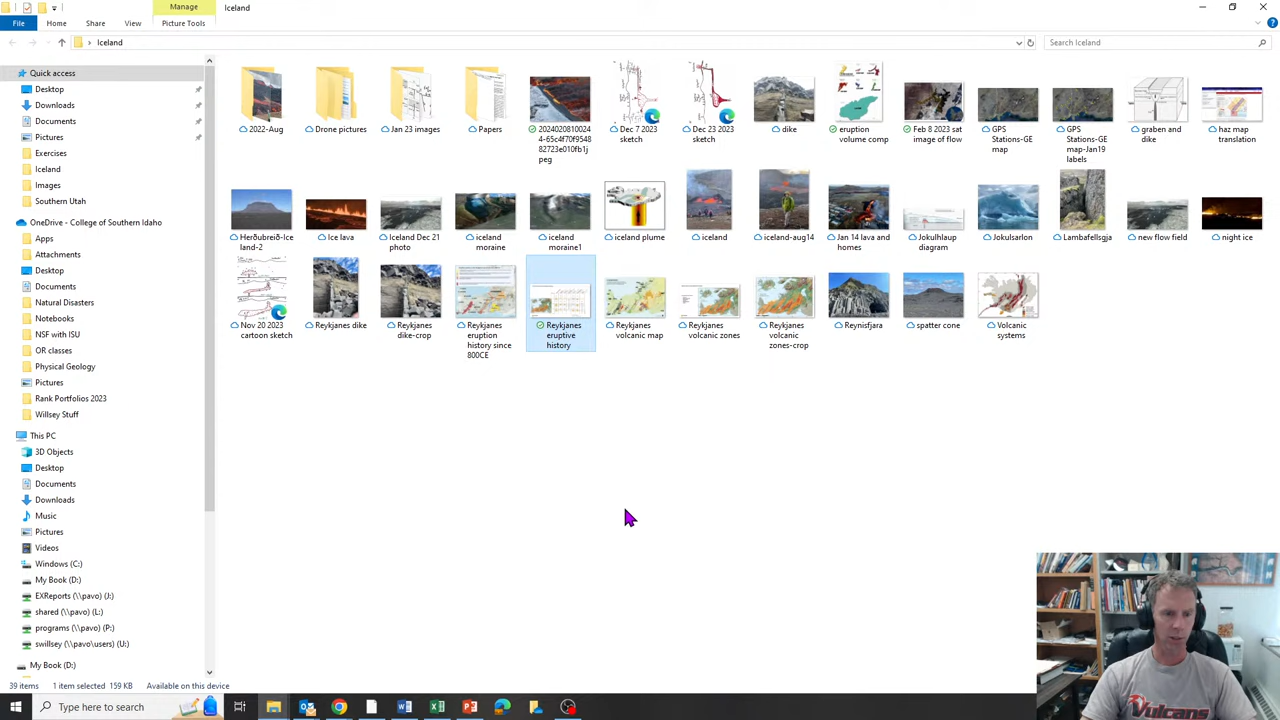 Manage
Iceland
File
Home
Share
View
Picture Tools
Iceland
Search Iceland
Quick access
Desktop
Downloads
Documents
Pictures
Exercises
Iceland
Images
Southern Utah
OneDrive - College of Southern Idaho
Apps
Attachments
Desktop
Documents
Natural Disasters
Notebooks
NSF with ISU
OR classes
Physical Geology
Pictures
Rank Portfolios 2023
Willsey Stuff
This PC
3D Objects
Desktop
Documents
Downloads
Music
Pictures
Videos
Windows (C:)
My Book (D:)
EXReports (\\pavo) (J:)
shared (\\pavo) (L:)
programs (\\pavo) (P:)
swillsey (\\pavo\users) (U:)
My Book (D:)
2022-Aug
Drone pictures
Jan 23 images
Papers
2024020810024
4-65c4f70f9548
82723e010fb1j
peg
Dec 7 2023
sketch
Dec 23 2023
sketch
dike
eruption
volume comp
Feb 8 2023 sat
image of flow
GPS
Stations-GE
map
GPS
Stations-GE
map-Jan19
labels
graben and
dike
haz map
translation
Herðubreið-Ice
land-2
Ice lava
Iceland Dec 21
photo
iceland
moraine
iceland
moraine1
iceland plume
iceland
iceland-aug14
Jan 14 lava and
homes
Jokulhlaup
diagram
Jokulsarlon
Lambafellsgja
new flow field
night ice
Nov 20 2023
cartoon sketch
Reykjanes dike
Reykjanes
dike-crop
Reykjanes
eruption
history since
800CE
Reykjanes
eruptive
history
Reykjanes
volcanic map
Reykjanes
volcanic zones
Reykjanes
volcanic
zones-crop
Reynisfjara
spatter cone
Volcanic
systems
39 items
1 item selected 159 KB
Available on this device
Type here to search
Vulcans